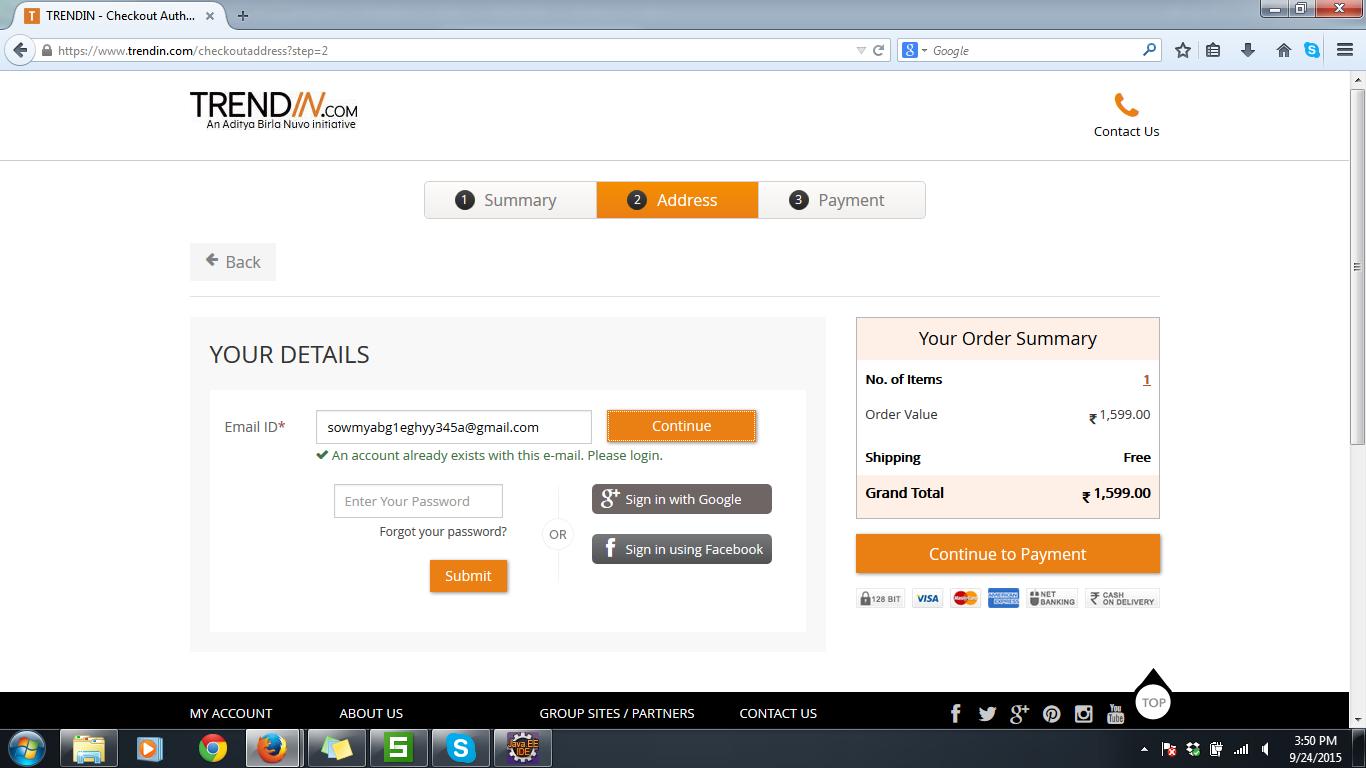 TRENDIN - Checkout Auth...
https://www.trendin.com/checkoutaddress?step=2
Google
TRENDIN.COM
An Aditya Birla Nuvo initiative
Contact Us
1 Summary
2 Address
3 Payment
Back
YOUR DETAILS
Email ID*
sowmyabg1eghyy345a@gmail.com
Continue
An account already exists with this e-mail. Please login.
Enter Your Password
Forgot your password?
Submit
OR
Sign in with Google
Sign in using Facebook
Your Order Summary
No. of Items 1
Order Value ₹ 1,599.00
Shipping Free
Grand Total ₹ 1,599.00
Continue to Payment
128 BIT
VISA
MasterCard
AMERICAN EXPRESS
NET BANKING
CASH ON DELIVERY
TOP
MY ACCOUNT
ABOUT US
GROUP SITES / PARTNERS
CONTACT US
You Tube
Java EE IDE
3:50 PM
9/24/2015